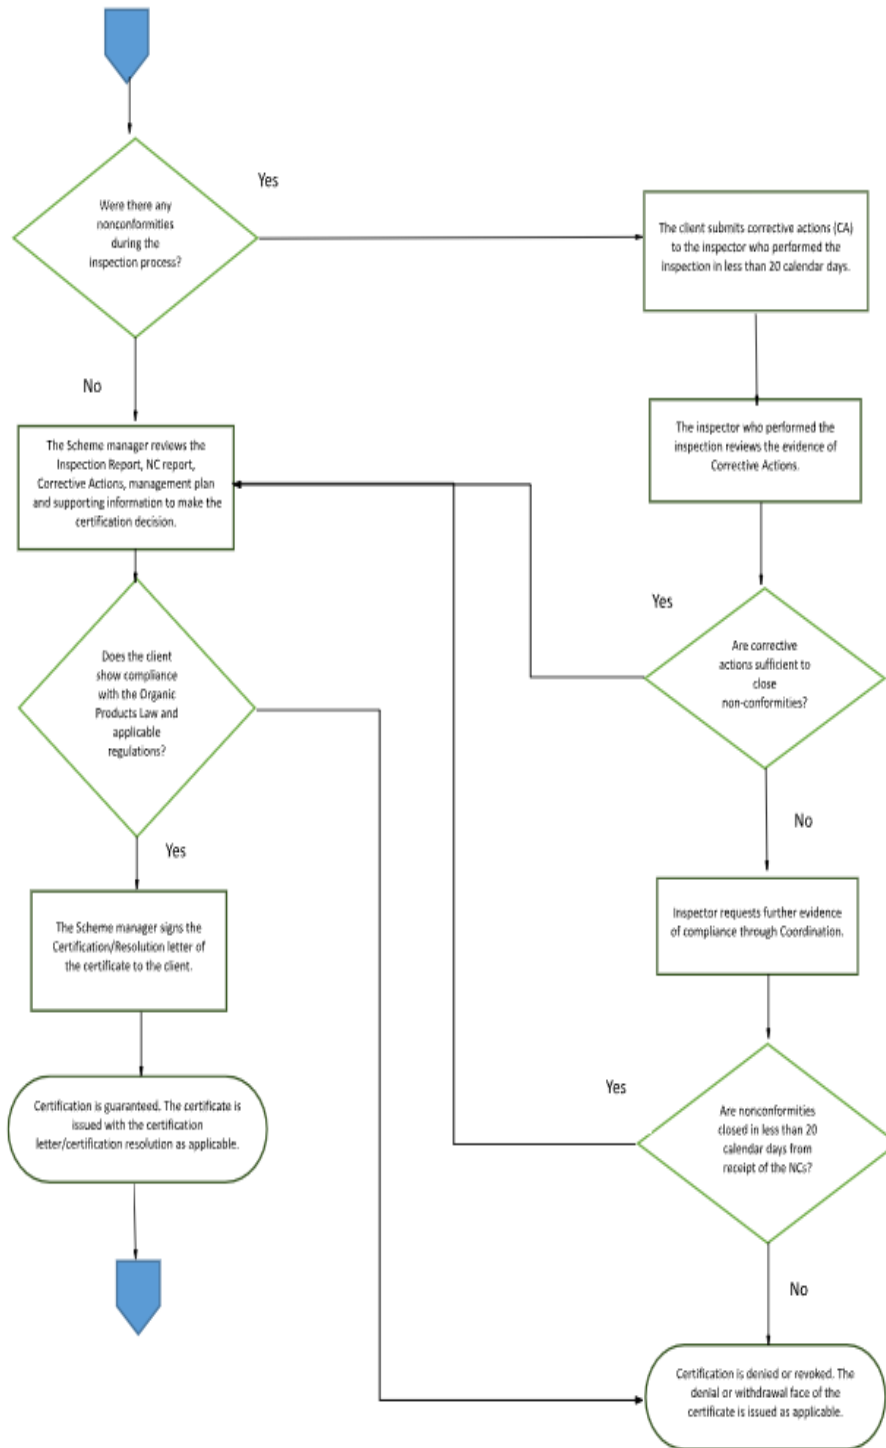 Were there any
nonconformities
during the
inspection process?
Yes
The client submits corrective actions (CA)
to the inspector who performed the
inspection in less than 20 calendar days.
No
The inspector who performed the
inspection reviews the evidence of
Corrective Actions.
The Scheme manager reviews the
Inspection Report, NC report,
Corrective Actions, management plan
and supporting information to make the
certification decision.
Yes
Are corrective
actions sufficient to
close
non-conformities?
Does the client
show compliance
with the Organic
Products Law and
applicable
regulations?
No
Yes
Inspector requests further evidence
of compliance through Coordination.
The Scheme manager signs the
Certification/Resolution letter of
the certificate to the client.
Yes
Are nonconformities
closed in less than 20
calendar days from
receipt of the NCs?
Certification is guaranteed. The certificate is
issued with the certification
letter/certification resolution as applicable.
No
Certification is denied or revoked. The
denial or withdrawal face of the
certificate is issued as applicable.